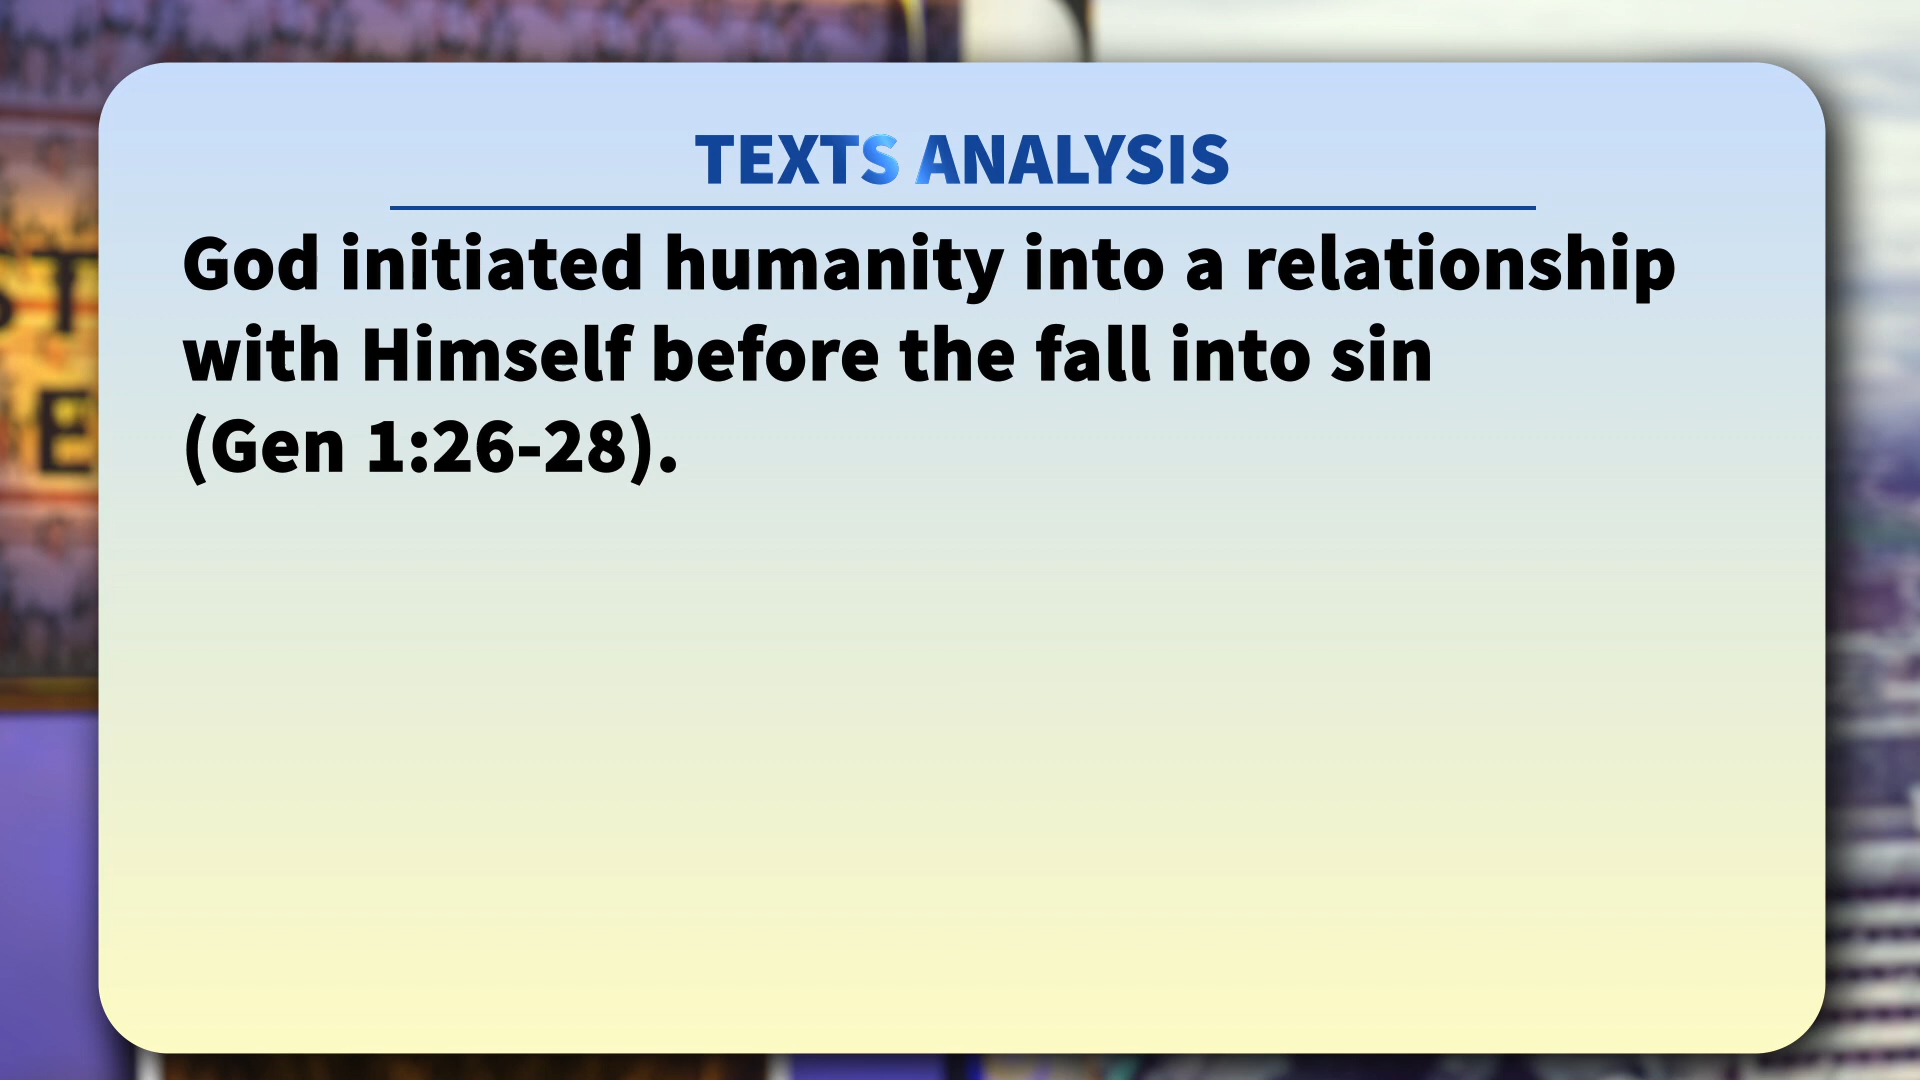 TEXTS ANALYSIS
God initiated humanity into a relationship
with Himself before the fall into sin
(Gen 1:26-28).